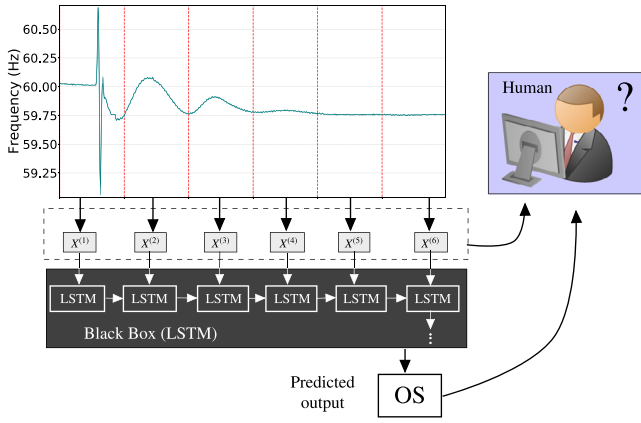 60.50
60.25
60.00
59.75
59.50
59.25
Frequency (Hz)
Human
?
X(1)
X(2)
X(3)
X(4)
X(5)
X(6)
LSTM
LSTM
LSTM
LSTM
LSTM
LSTM
Black Box (LSTM)
Predicted
output
OS